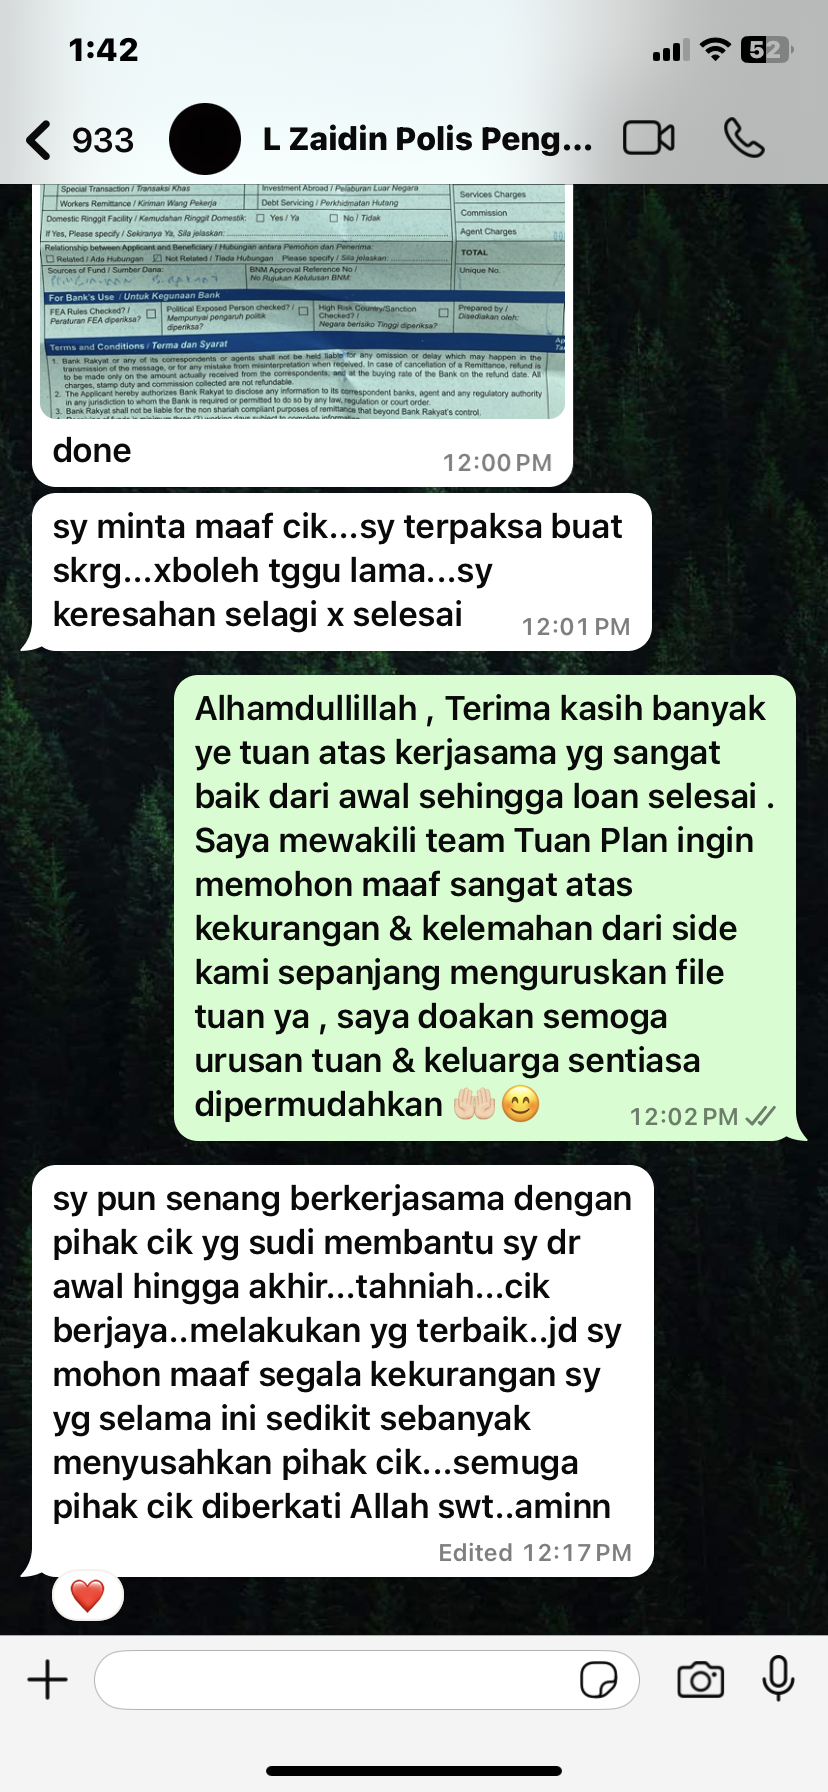 1:42
52
933
L Zaidin Polis Peng...
Special Transaction / Transaksi Khas
Investment Abroad / Pelaburan Luar Negara
Services Charges
Workers Remittance / Kiriman Wang Pekerja
Debt Servicing / Perkhidmatan Hutang
Commission
Domestic Ringgit Facility / Kemudahan Ringgit Domestik: Yes / Ya No / Tidak
If Yes, Please specify / Sekiranya Ya, Sila jelaskan:
Agent Charges
Relationship between Applicant and Beneficiary / Hubungan antara Pemohon dan Penerima:
Related / Ada Hubungan Not Related / Tiada Hubungan Please specify / Sila jelaskan:
TOTAL
Sources of Fund / Sumber Dana:
BNM Approval Reference No /
No Rujukan Kelulusan BNM:
Unique No.
For Bank's Use / Untuk Kegunaan Bank
FEA Rules Checked? /
Peraturan FEA diperiksa?
Political Exposed Person checked? /
Mempunyai pengaruh politik
diperiksa?
High Risk Country/Sanction
Checked? /
Negara berisiko Tinggi diperiksa?
Prepared by /
Disediakan oleh:
Terms and Conditions / Terma dan Syarat
1. Bank Rakyat or any of its correspondents or agents shall not be held liable for any omission or delay which may happen in the
transmission of the message, or for any mistake from misinterpretation when received. In case of cancellation of a Remittance, refund is
to be made only on the amount actually received from the correspondents; and at the buying rate of the Bank on the refund date. All
charges, stamp duty and commission collected are not refundable.
2. The Applicant hereby authorizes Bank Rakyat to disclose any information to its correspondent banks, agent and any regulatory authority
in any jurisdiction to whom the Bank is required or permitted to do so by any law, regulation or court order.
3. Bank Rakyat shall not be liable for the non shariah compliant purposes of remittance that beyond Bank Rakyat's control.
done
12:00 PM
sy minta maaf cik...sy terpaksa buat
skrg...xboleh tggu lama...sy
keresahan selagi x selesai
12:01 PM
Alhamdullillah , Terima kasih banyak
ye tuan atas kerjasama yg sangat
baik dari awal sehingga loan selesai .
Saya mewakili team Tuan Plan ingin
memohon maaf sangat atas
kekurangan & kelemahan dari side
kami sepanjang menguruskan file
tuan ya , saya doakan semoga
urusan tuan & keluarga sentiasa
dipermudahkan 🤲🏻😊
12:02 PM
sy pun senang berkerjasama dengan
pihak cik yg sudi membantu sy dr
awal hingga akhir...tahniah...cik
berjaya..melakukan yg terbaik..jd sy
mohon maaf segala kekurangan sy
yg selama ini sedikit sebanyak
menyusahkan pihak cik...semuga
pihak cik diberkati Allah swt..aminn
Edited 12:17 PM
❤️